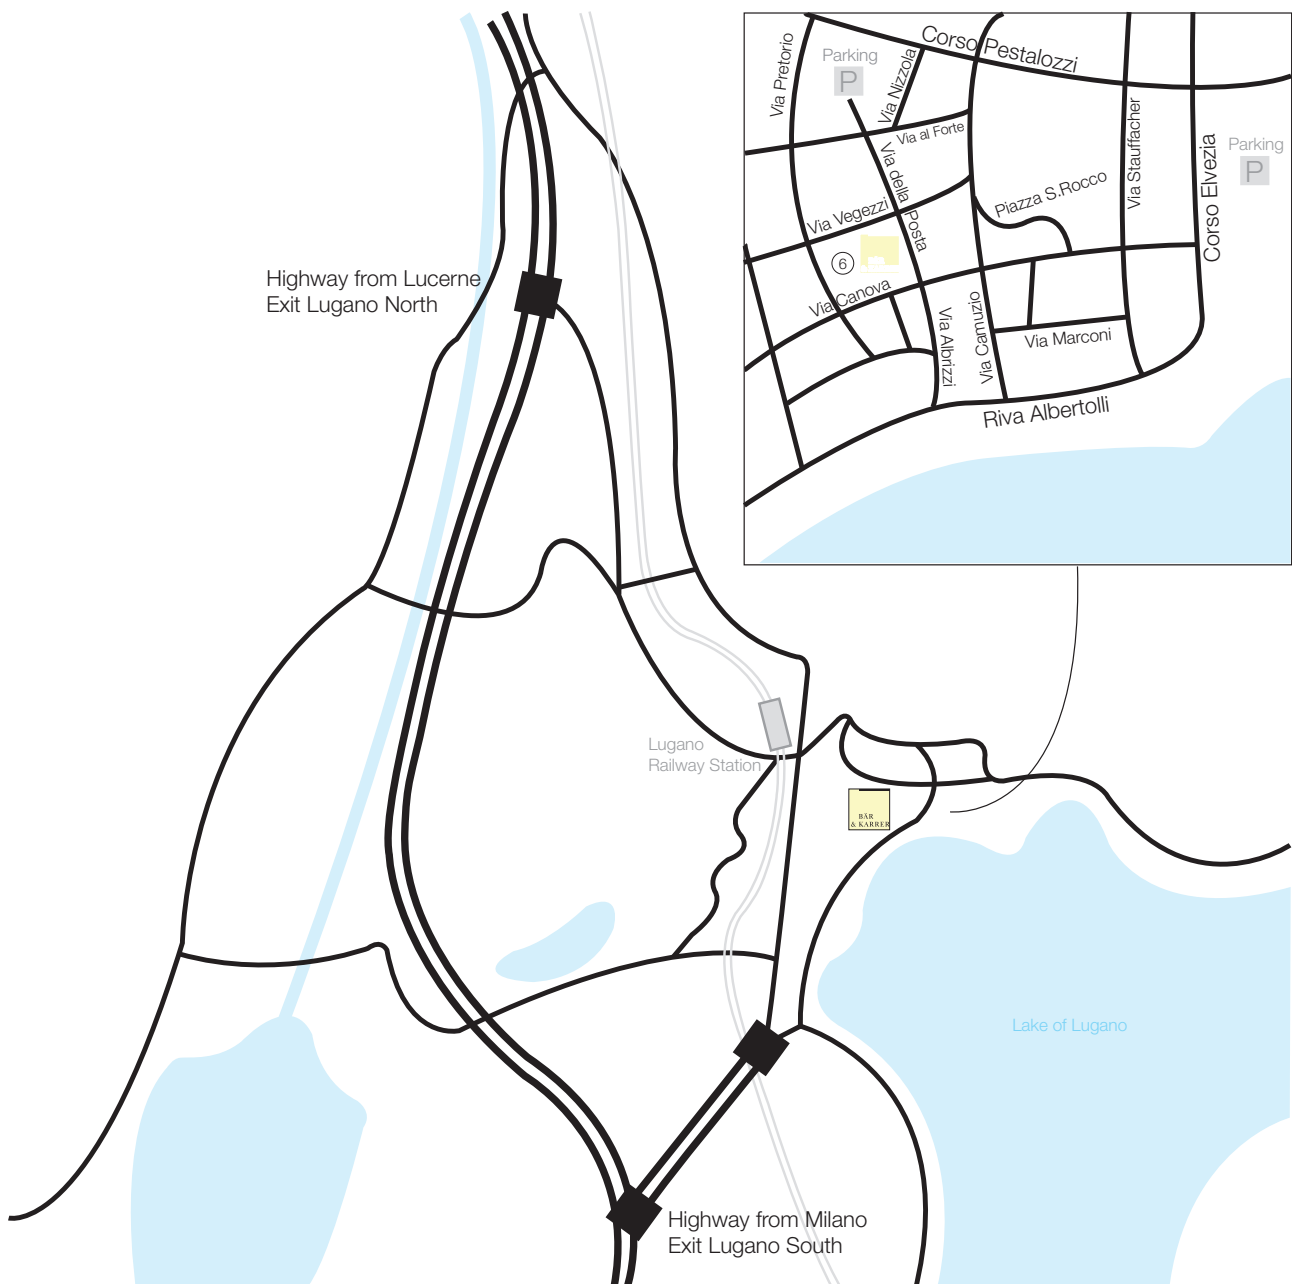 Corso Pestalozzi
Via Pretorio
Parking
P
Via Nizzola
Via al Forte
Via Stauffacher
Corso Elvezia
Parking
P
Via della Posta
Piazza S.Rocco
Via Vegezzi
6
Via Canova
Via Albrizzi
Via Camuzio
Via Marconi
Riva Albertolli
Highway from Lucerne
Exit Lugano North
Lugano
Railway Station
BÄR
& KARRER
Lake of Lugano
Highway from Milano
Exit Lugano South